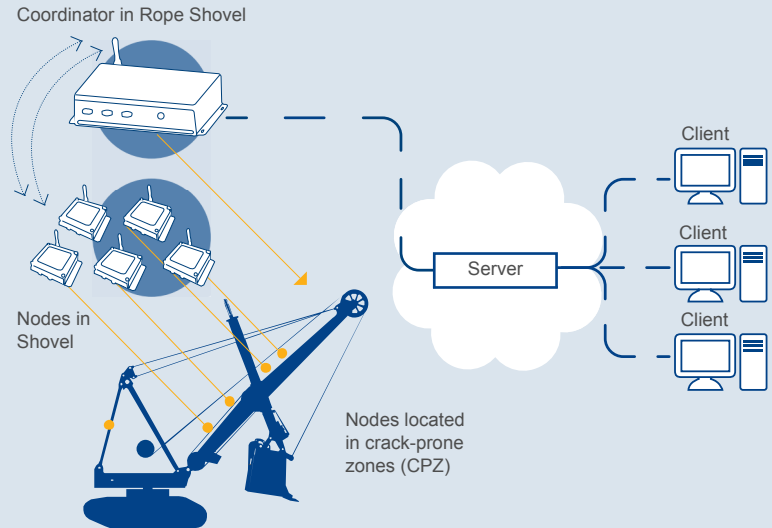 Coordinator in Rope Shovel
Client
Server
Client
Client
Nodes in
Shovel
Nodes located
in crack-prone
zones (CPZ)